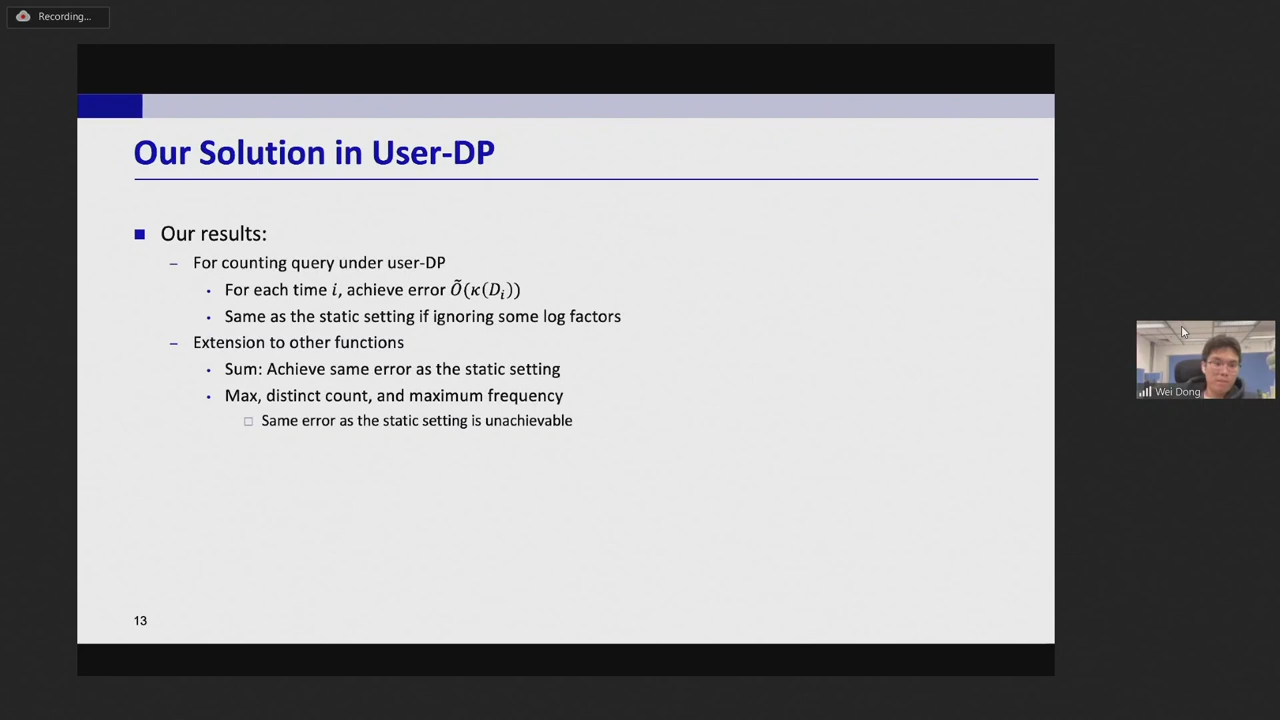 Recording...
Our Solution in User-DP
Our results:
– For counting query under user-DP
• For each time i, achieve error Õ(κ(Dᵢ))
• Same as the static setting if ignoring some log factors
– Extension to other functions
• Sum: Achieve same error as the static setting
• Max, distinct count, and maximum frequency
□ Same error as the static setting is unachievable
Wei Dong
13